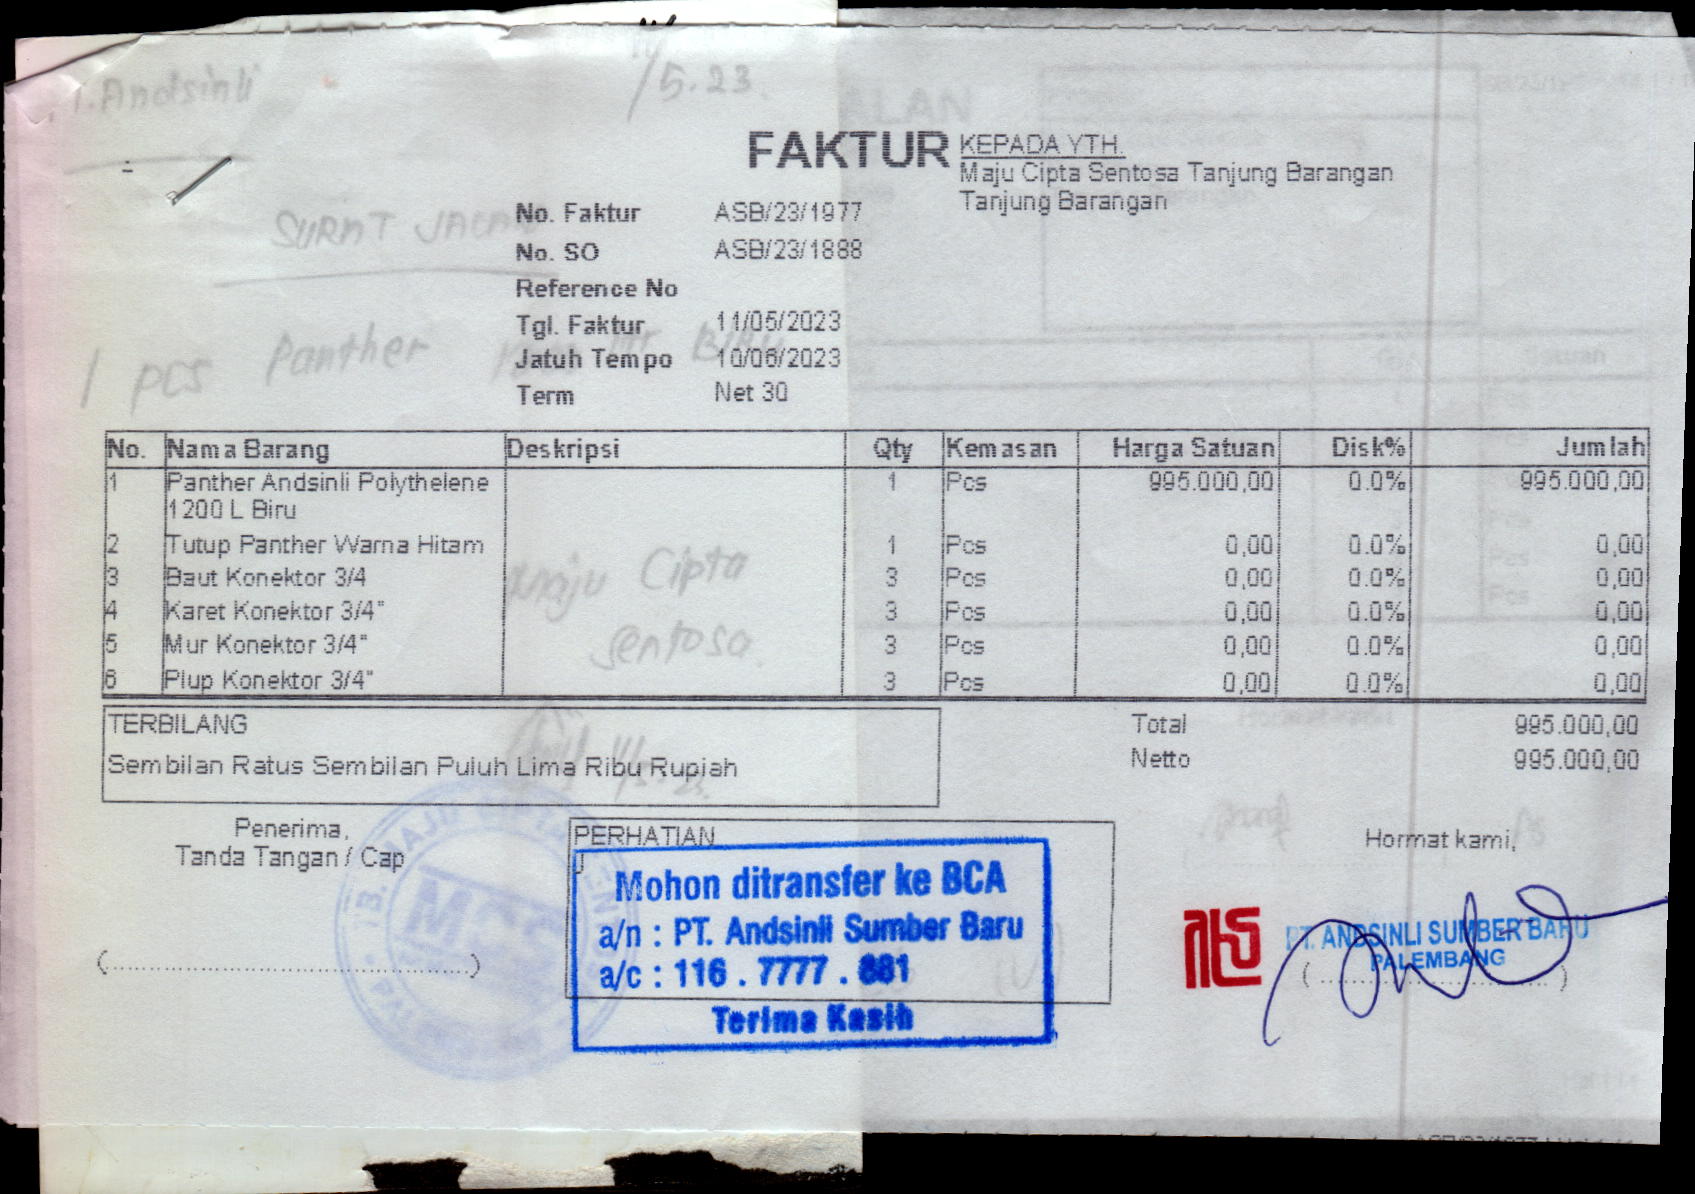 T. Andsinli
/5.23.
FAKTUR
KEPADA YTH.
Maju Cipta Sentosa Tanjung Barangan
Tanjung Barangan
No. Faktur ASB/23/1977
No. SO ASB/23/1888
Reference No
Tgl. Faktur 11/05/2023
Jatuh Tempo 10/06/2023
Term Net 30
SURAT JALAN
1 pcs Panther BIRU
No. Nama Barang Deskripsi Qty Kemasan Harga Satuan Disk% Jumlah
1 Panther Andsinli Polythelene 1 Pcs 995.000,00 0.0% 995.000,00
1200 L Biru
2 Tutup Panther Warna Hitam 1 Pcs 0,00 0.0% 0,00
3 Baut Konektor 3/4 3 Pcs 0,00 0.0% 0,00
4 Karet Konektor 3/4" 3 Pcs 0,00 0.0% 0,00
5 Mur Konektor 3/4" 3 Pcs 0,00 0.0% 0,00
6 Plup Konektor 3/4" 3 Pcs 0,00 0.0% 0,00
maju Cipta
sentosa.
TERBILANG
Sembilan Ratus Sembilan Puluh Lima Ribu Rupiah
Total 995.000,00
Netto 995.000,00
Penerima,
Tanda Tangan / Cap
(....................)
MCS
PERHATIAN
Mohon ditransfer ke BCA
a/n : PT. Andsinli Sumber Baru
a/c : 116 . 7777 . 881
Terima Kasih
Hormat kami,
PT. ANDSINLI SUMBER BARU
PALEMBANG
(....................)